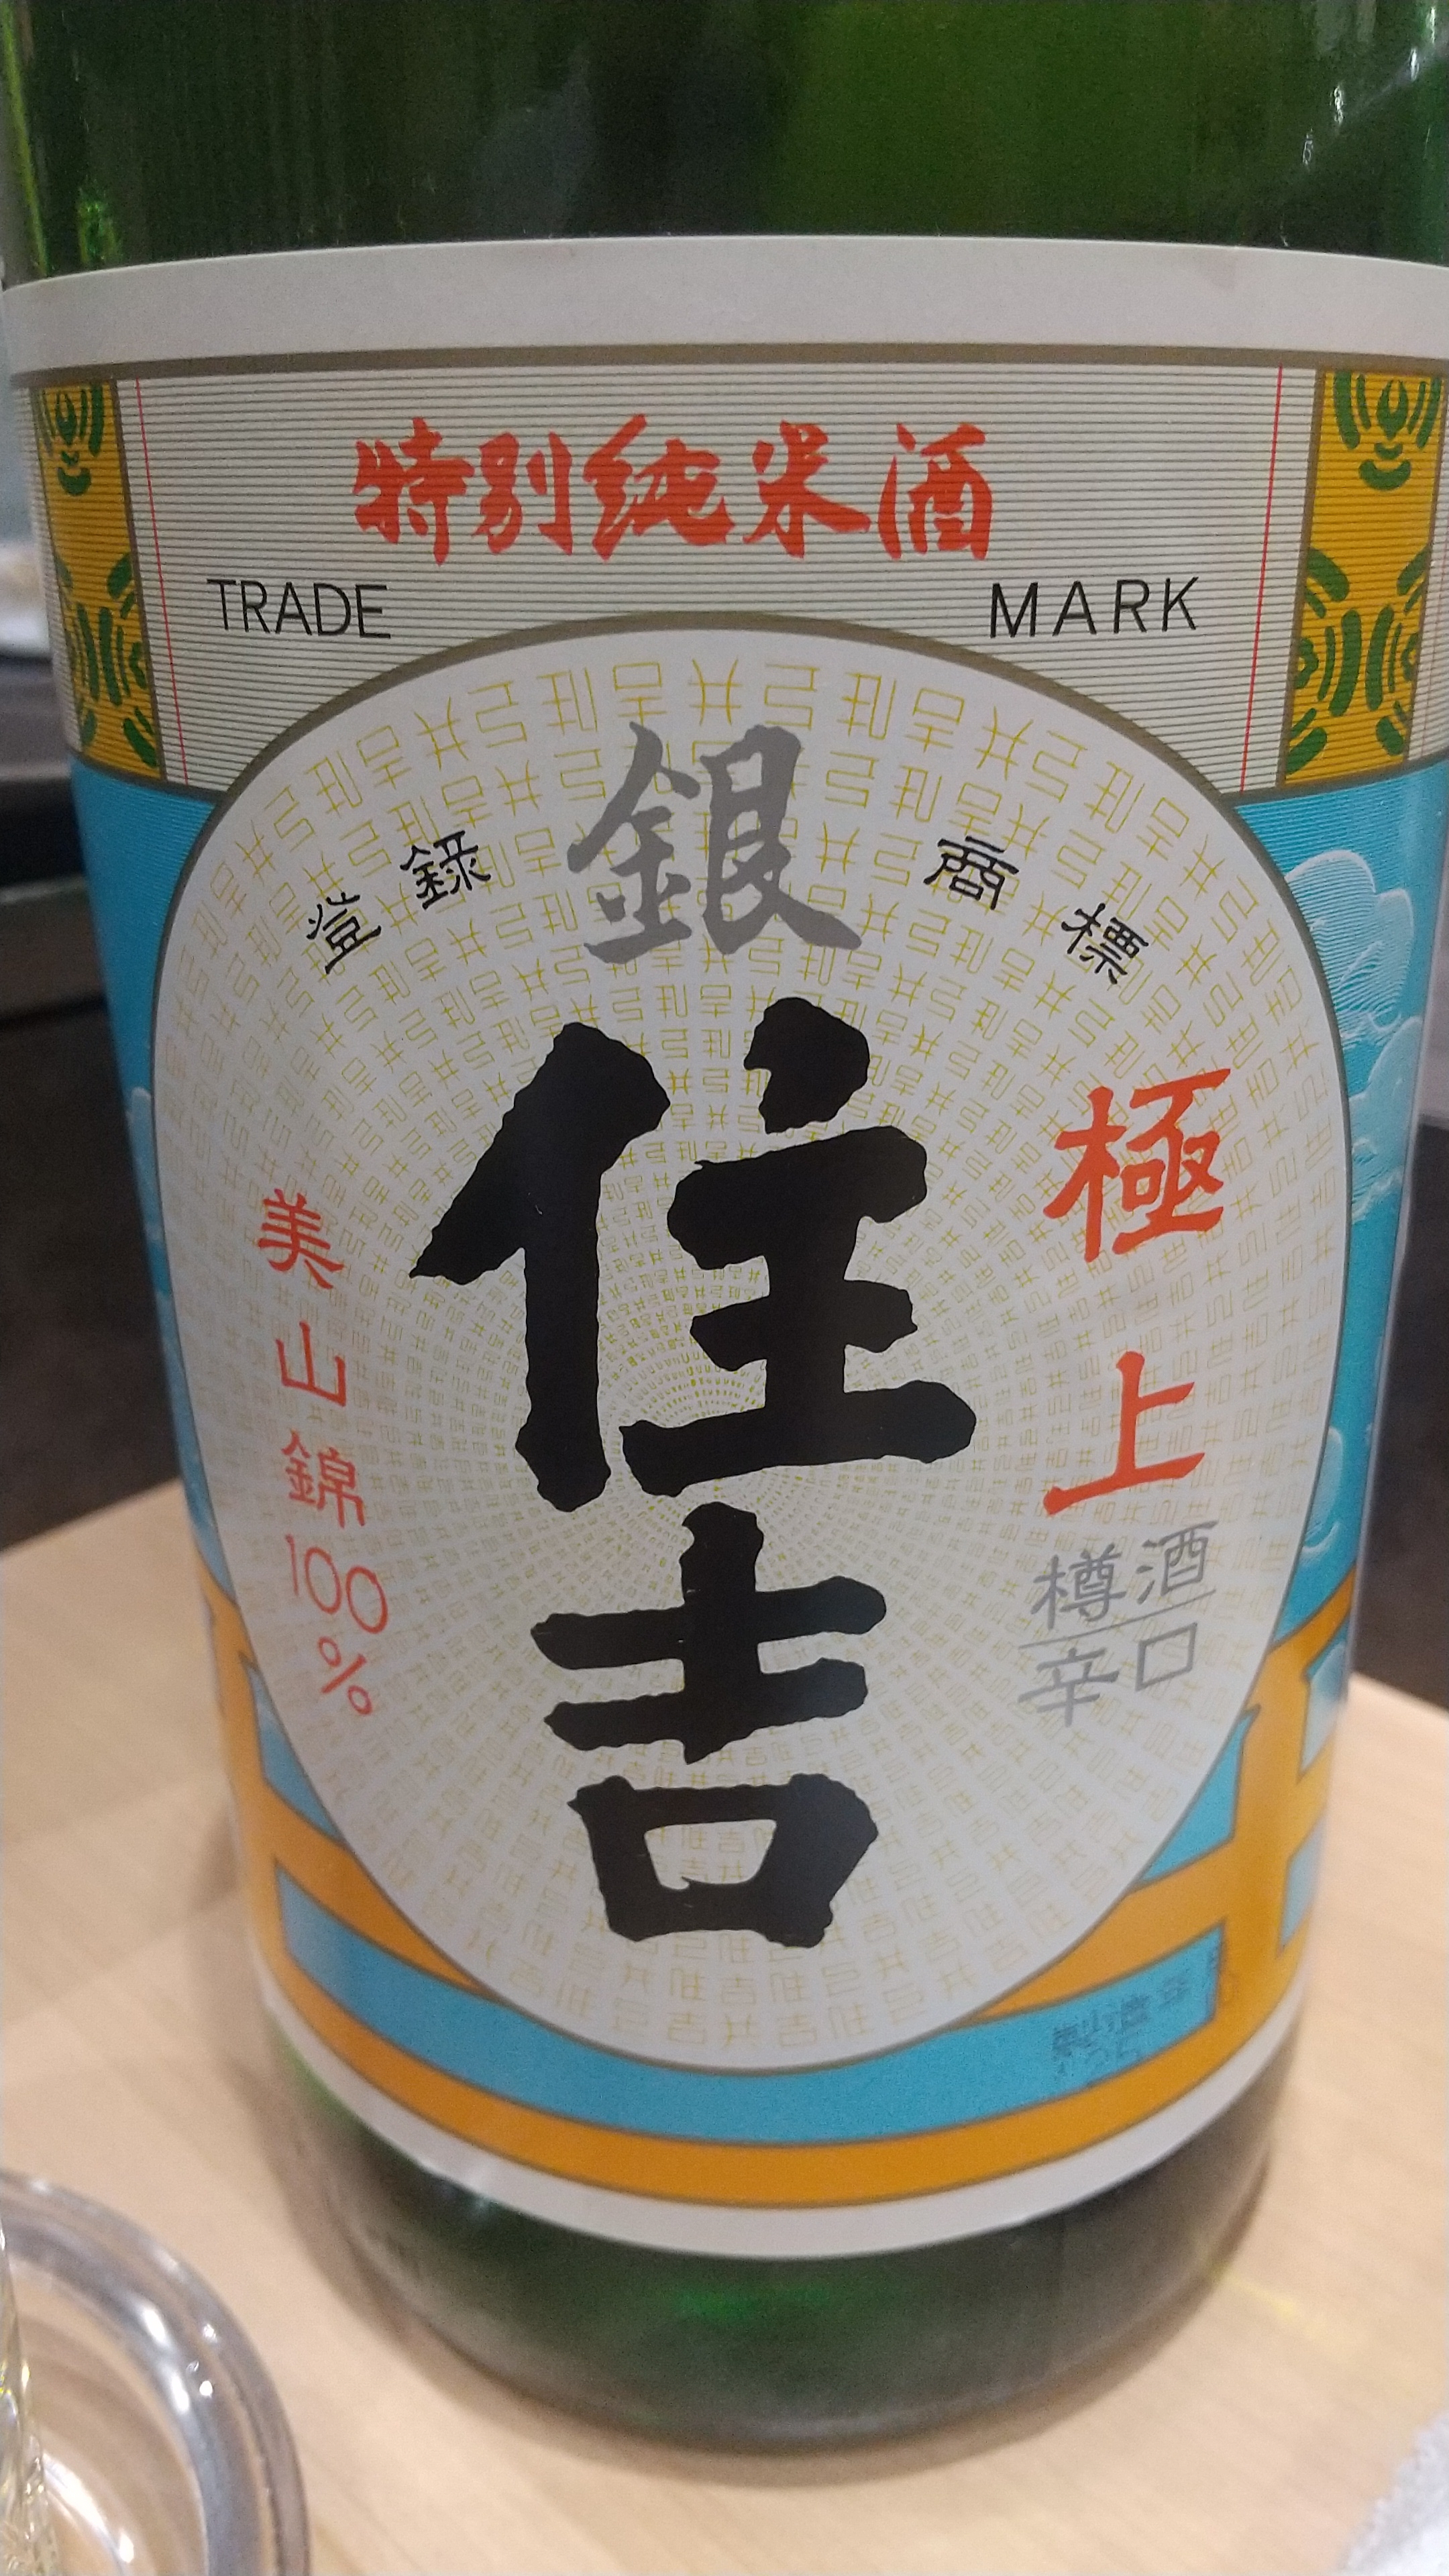 特別純米酒
TRADE MARK
登録 商標
銀
住吉
極上
樽酒
辛口
美山錦100%